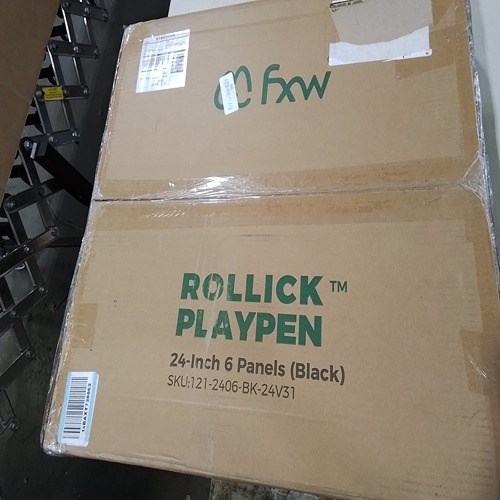 fxw
ROLLICK™
PLAYPEN
24-Inch 6 Panels (Black)
SKU:121-2406-BK-24V31